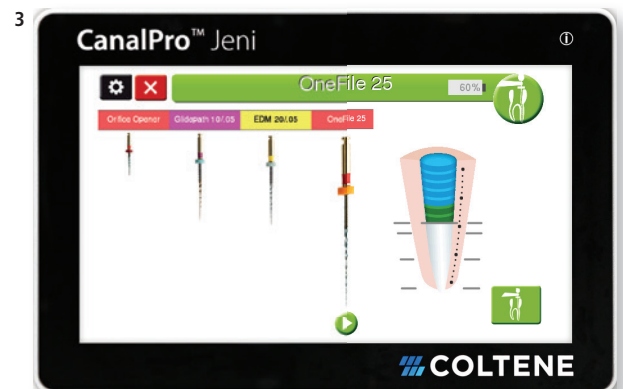 3
CanalPro™ Jeni
OneFile 25
60%
Orifice Opener Glidepath 10/.05 EDM 20/.05 OneFile 25
COLTENE